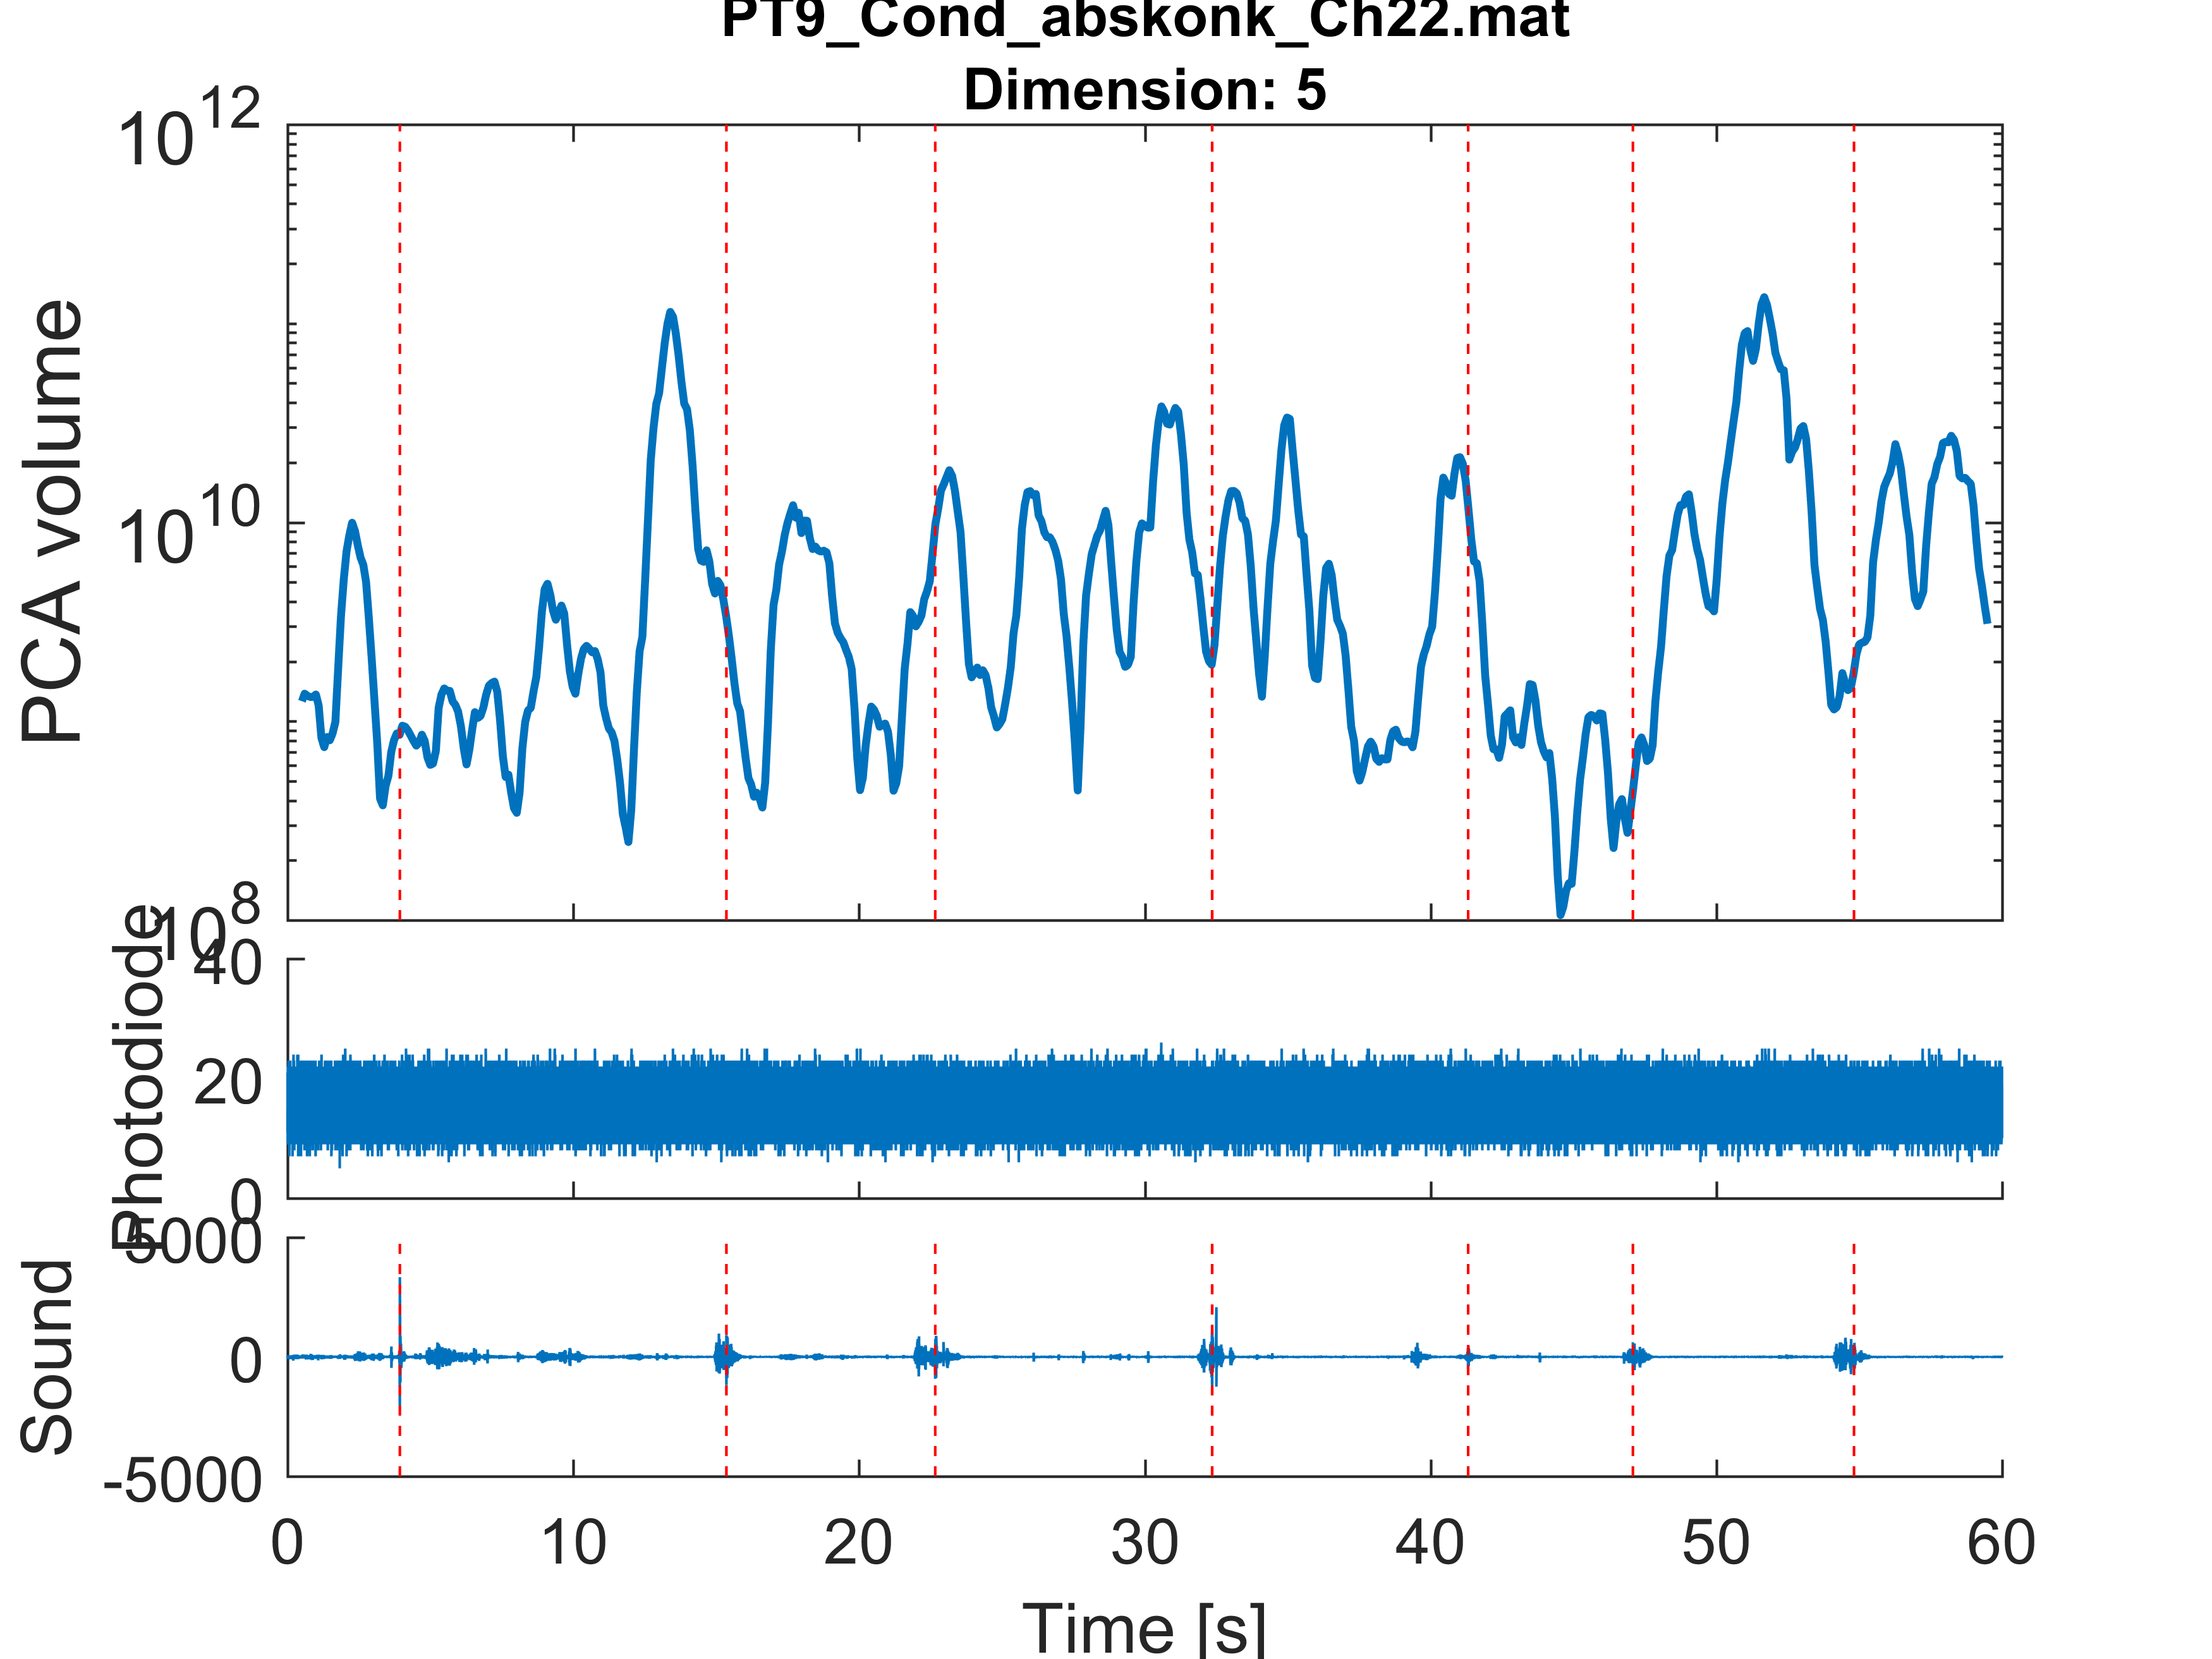 PT9_Cond_abskonk_Ch22.mat
Dimension: 5
PCA volume
10^12
10^10
10^8
Photodiode
40
20
0
Sound
5000
0
-5000
0 10 20 30 40 50 60
Time [s]